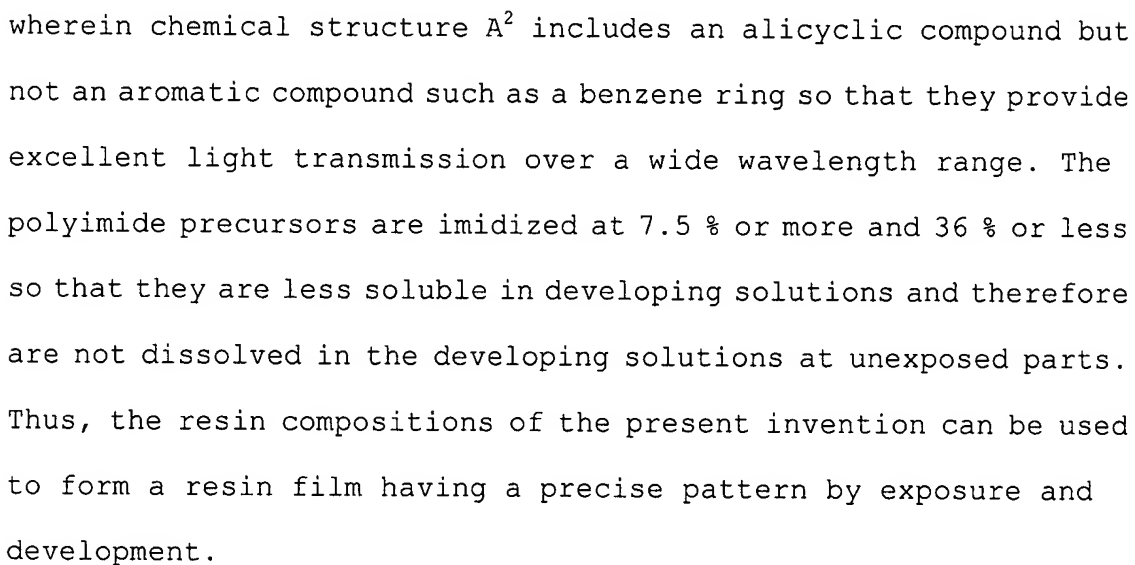 wherein chemical structure A² includes an alicyclic compound but
not an aromatic compound such as a benzene ring so that they provide
excellent light transmission over a wide wavelength range. The
polyimide precursors are imidized at 7.5 % or more and 36 % or less
so that they are less soluble in developing solutions and therefore
are not dissolved in the developing solutions at unexposed parts.
Thus, the resin compositions of the present invention can be used
to form a resin film having a precise pattern by exposure and
development.